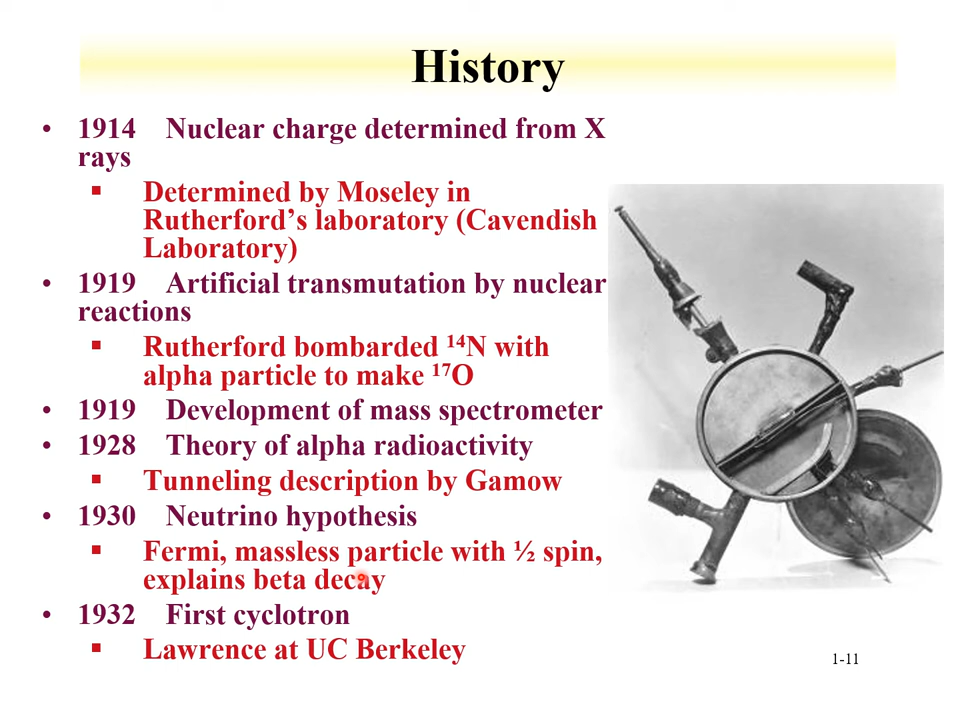 History
• 1914 Nuclear charge determined from X
rays
▪ Determined by Moseley in
Rutherford’s laboratory (Cavendish
Laboratory)
• 1919 Artificial transmutation by nuclear
reactions
▪ Rutherford bombarded ¹⁴N with
alpha particle to make ¹⁷O
• 1919 Development of mass spectrometer
• 1928 Theory of alpha radioactivity
▪ Tunneling description by Gamow
• 1930 Neutrino hypothesis
▪ Fermi, massless particle with ½ spin,
explains beta decay
• 1932 First cyclotron
▪ Lawrence at UC Berkeley
1-11